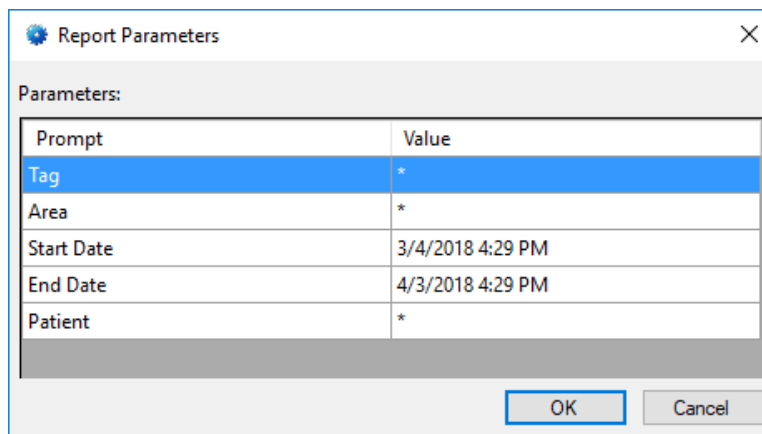 Report Parameters
Parameters:
Prompt Value
Tag *
Area *
Start Date 3/4/2018 4:29 PM
End Date 4/3/2018 4:29 PM
Patient *
OK Cancel